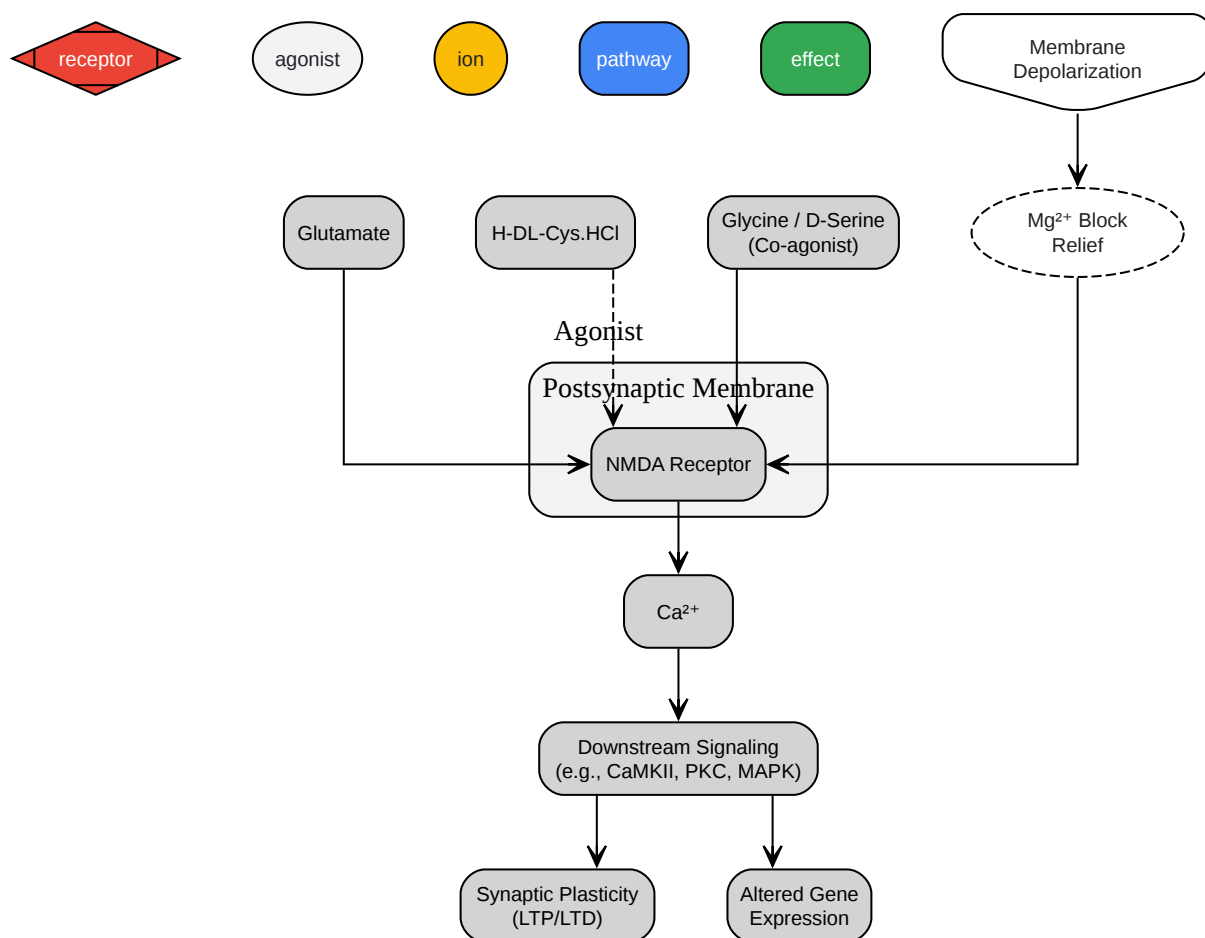 receptor
agonist
ion
pathway
effect
Membrane
Depolarization
Glutamate
H-DL-Cys.HCl
Glycine / D-Serine
(Co-agonist)
Mg²⁺ Block
Relief
Agonist
Postsynaptic Membrane
NMDA Receptor
Ca²⁺
Downstream Signaling
(e.g., CaMKII, PKC, MAPK)
Synaptic Plasticity
(LTP/LTD)
Altered Gene
Expression